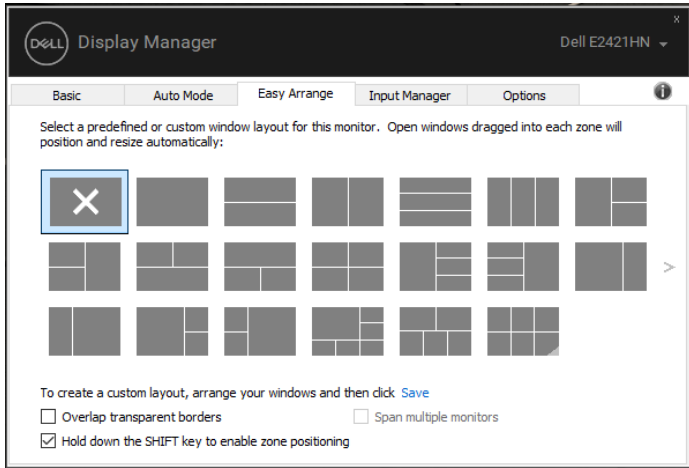 x
DELL Display Manager Dell E2421HN
Basic Auto Mode Easy Arrange Input Manager Options i
Select a predefined or custom window layout for this monitor. Open windows dragged into each zone will
position and resize automatically:
>
To create a custom layout, arrange your windows and then click Save
Overlap transparent borders Span multiple monitors
Hold down the SHIFT key to enable zone positioning